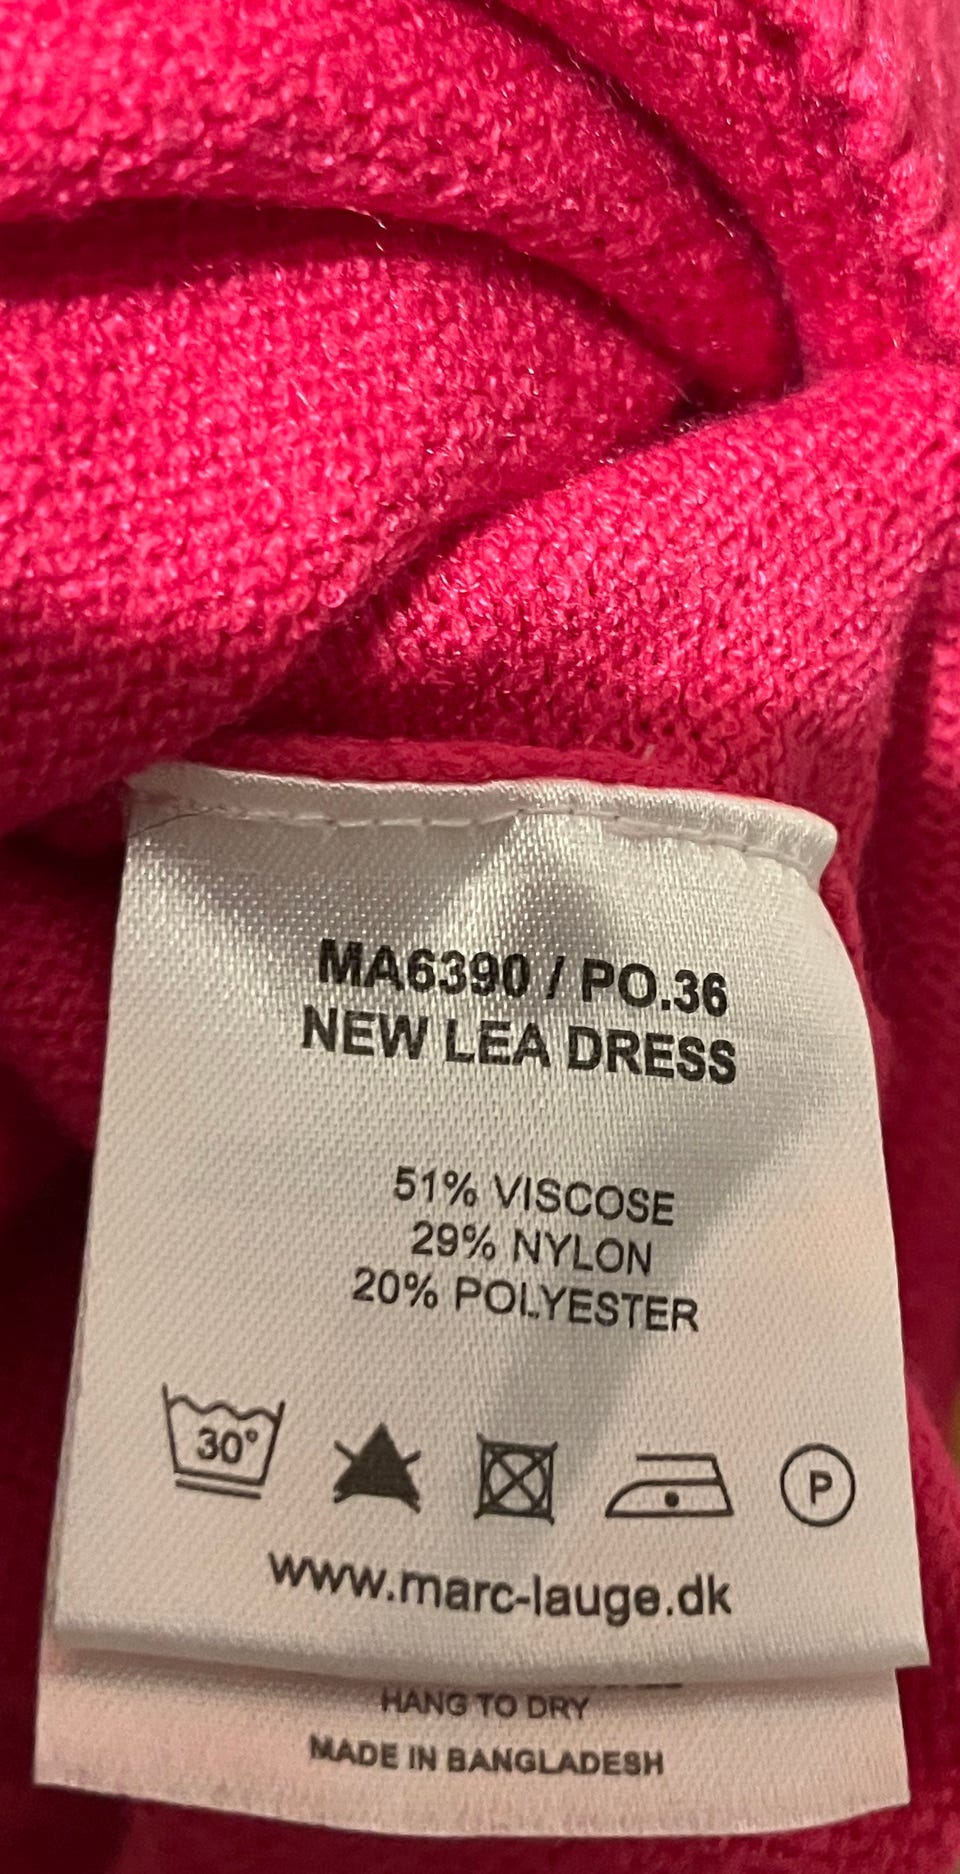 MA6390 / PO.36
NEW LEA DRESS
51% VISCOSE
29% NYLON
20% POLYESTER
30°
P
www.marc-lauge.dk
HANG TO DRY
MADE IN BANGLADESH